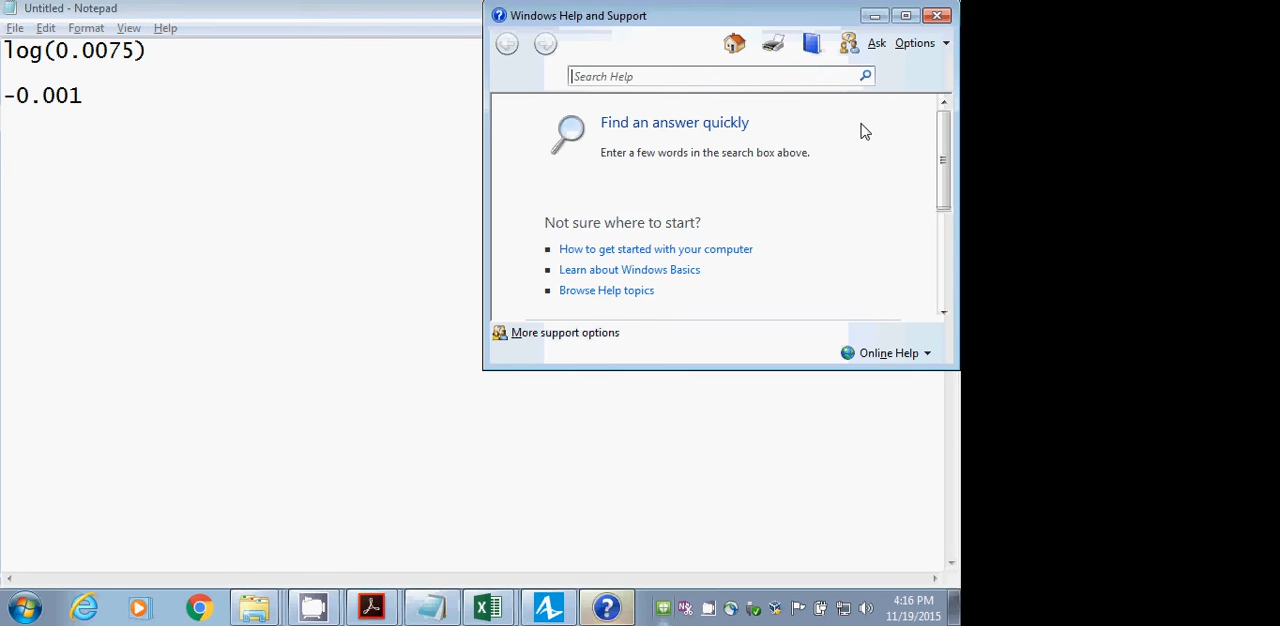 Untitled - Notepad
File Edit Format View Help
log(0.0075)
-0.001
Windows Help and Support
Ask Options
Search Help
Find an answer quickly
Enter a few words in the search box above.
Not sure where to start?
How to get started with your computer
Learn about Windows Basics
Browse Help topics
More support options
Online Help
4:16 PM
11/19/2015